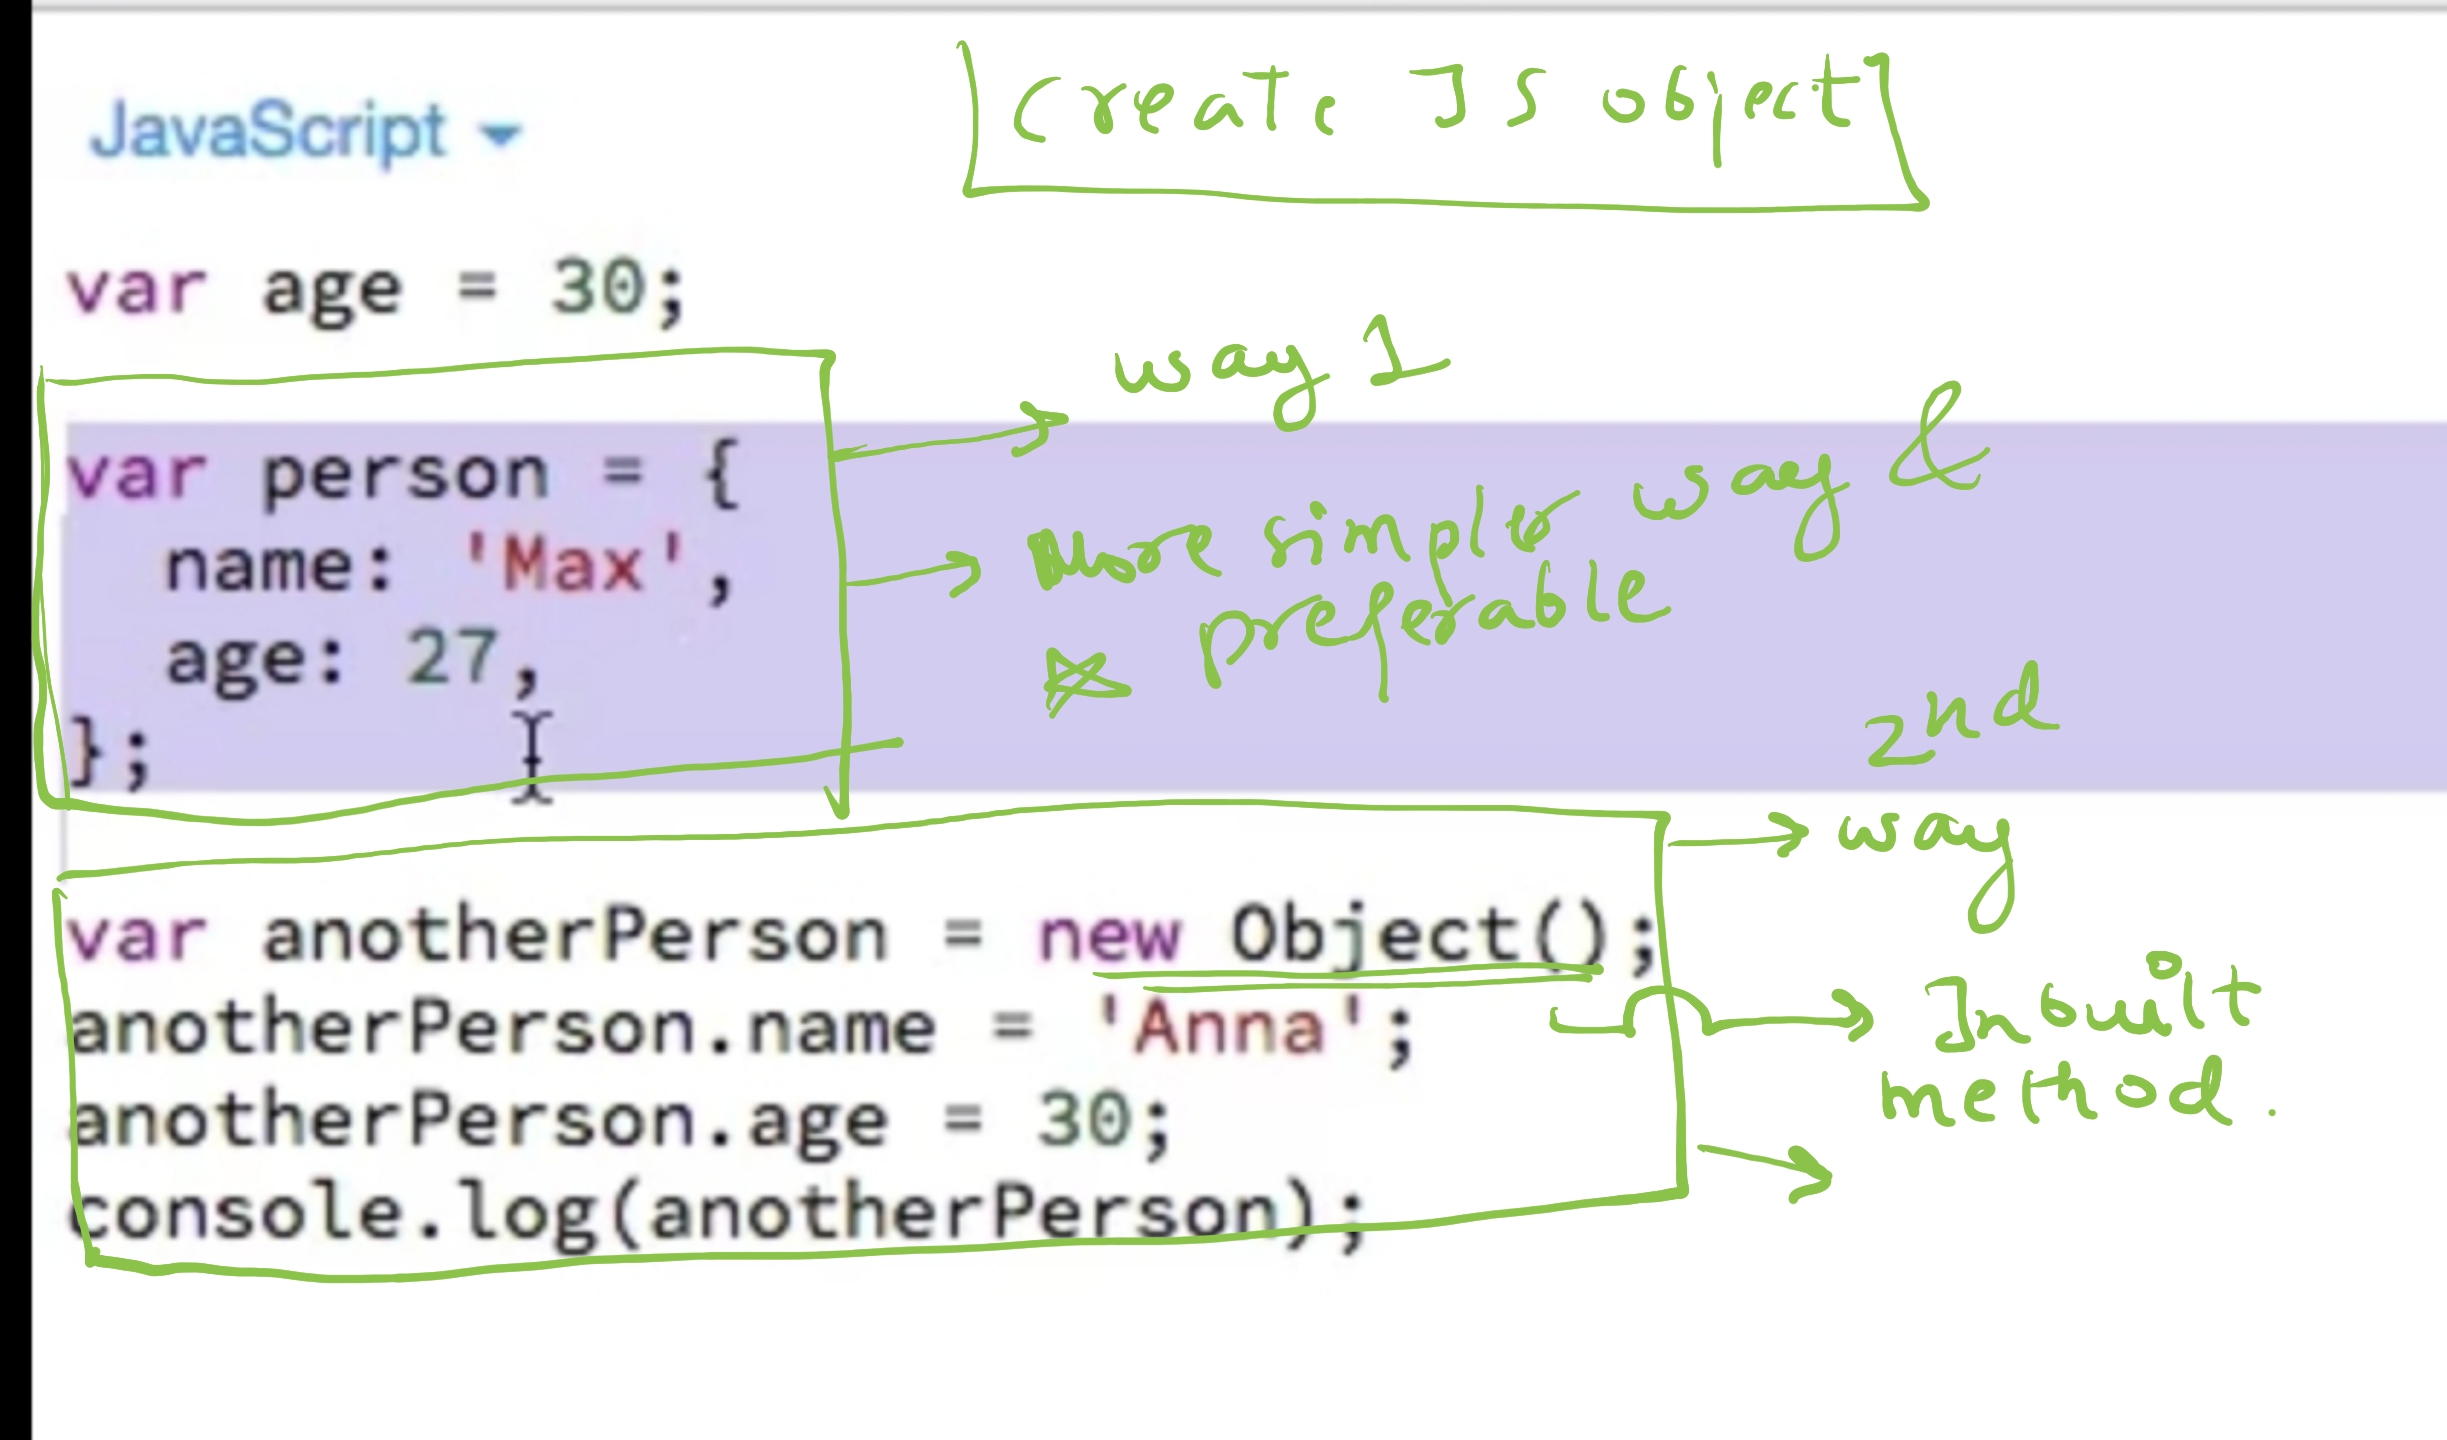 Create JS object
JavaScript
var age = 30;
way 1
var person = {
name: 'Max',
age: 27,
};
More simpler way &
preferable
2nd
way
var anotherPerson = new Object();
anotherPerson.name = 'Anna';
anotherPerson.age = 30;
console.log(anotherPerson);
Inbuilt
method.